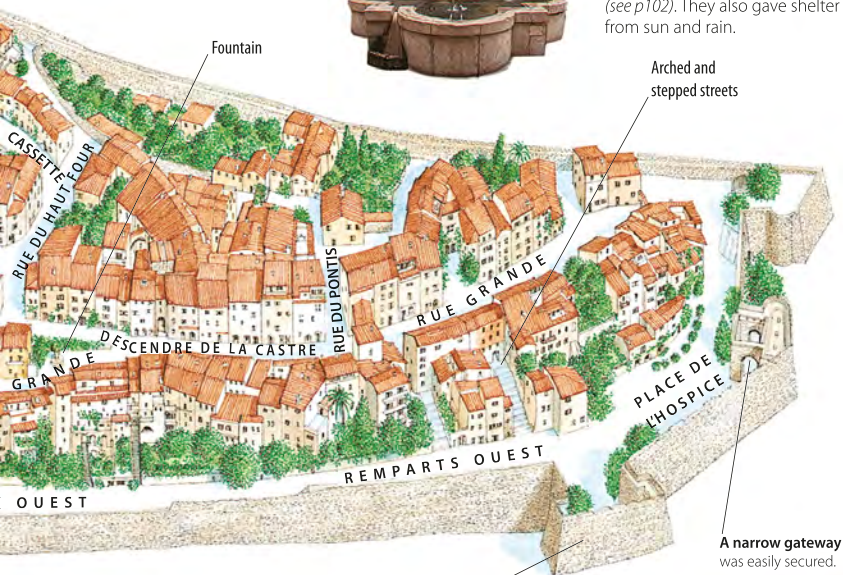 (see p102). They also gave shelter
from sun and rain.
Fountain
Arched and
stepped streets
CASSETTE
RUE DU HAUT FOUR
RUE DU PONTIS
RUE GRANDE
DESCENDRE DE LA CASTRE
GRANDE
PLACE DE
L'HOSPICE
REMPARTS OUEST
OUEST
A narrow gateway
was easily secured.